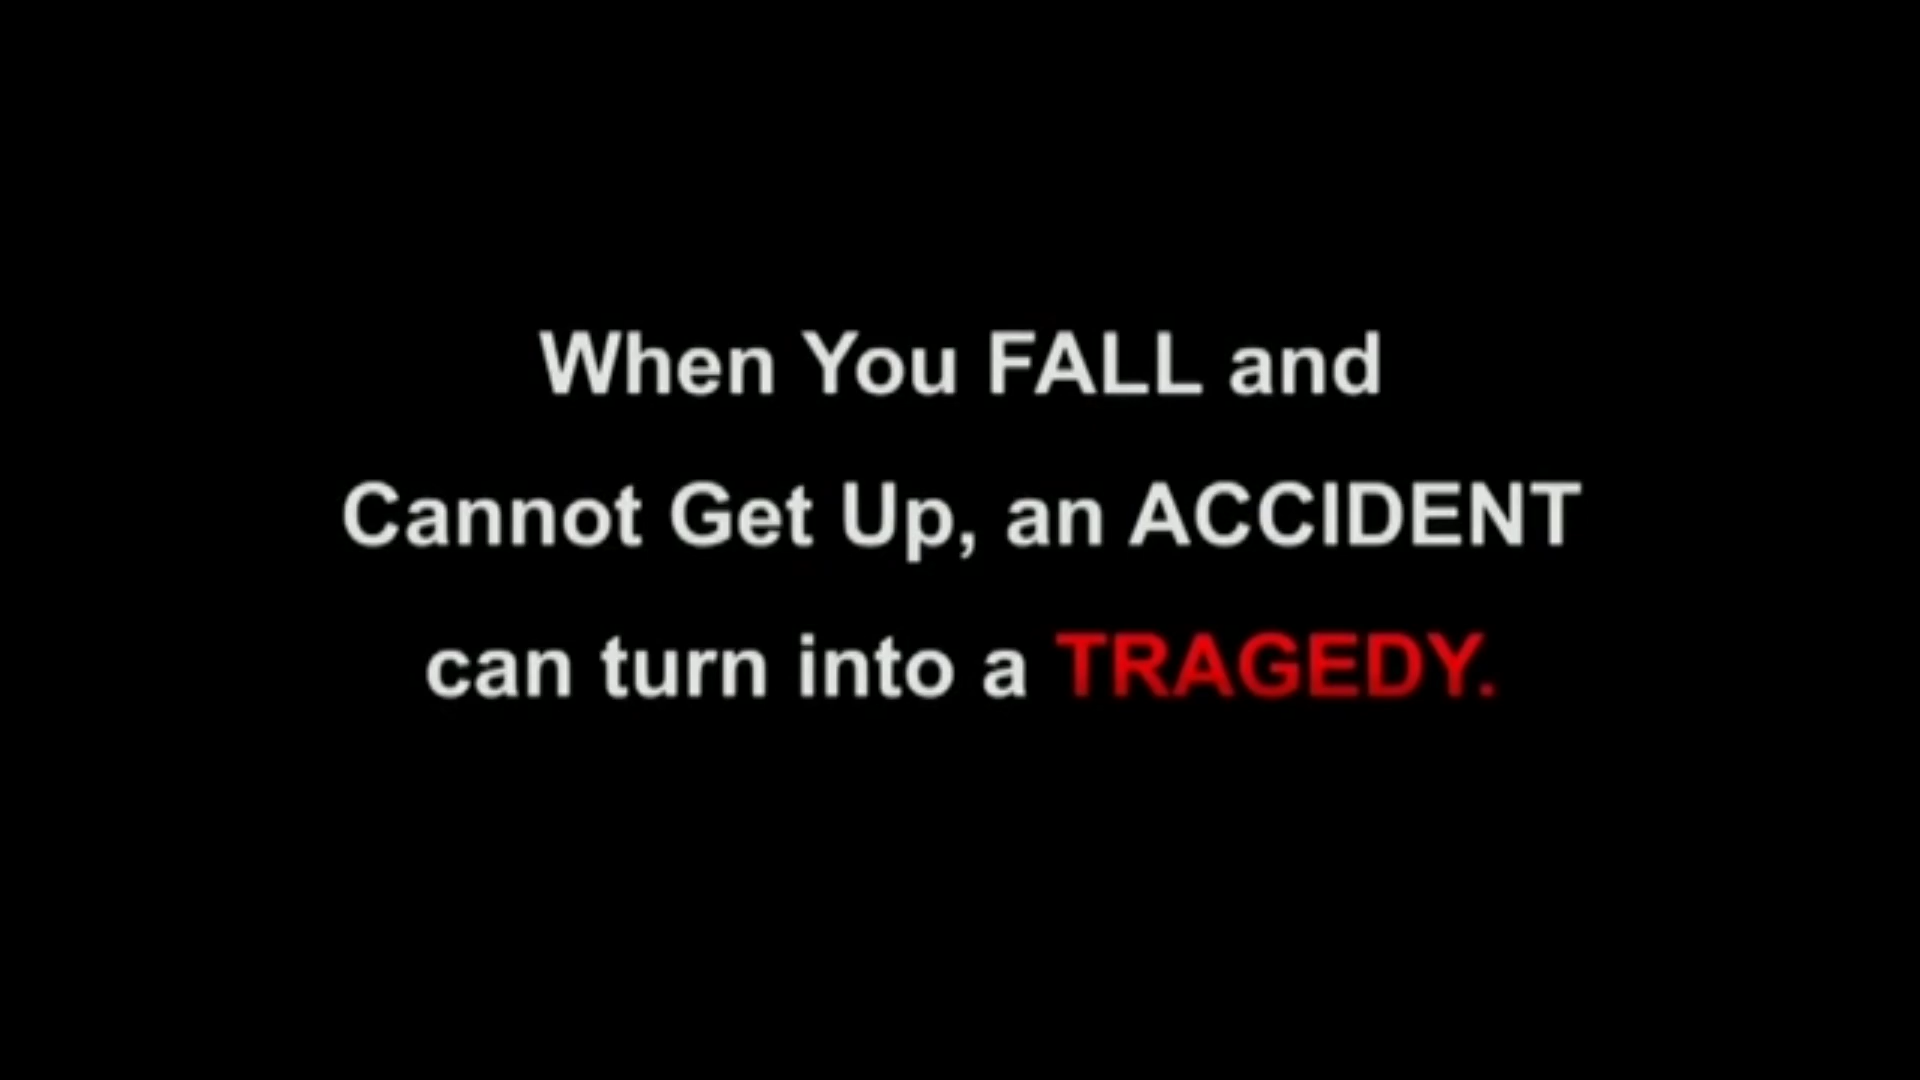 When You FALL and
Cannot Get Up, an ACCIDENT
can turn into a TRAGEDY.